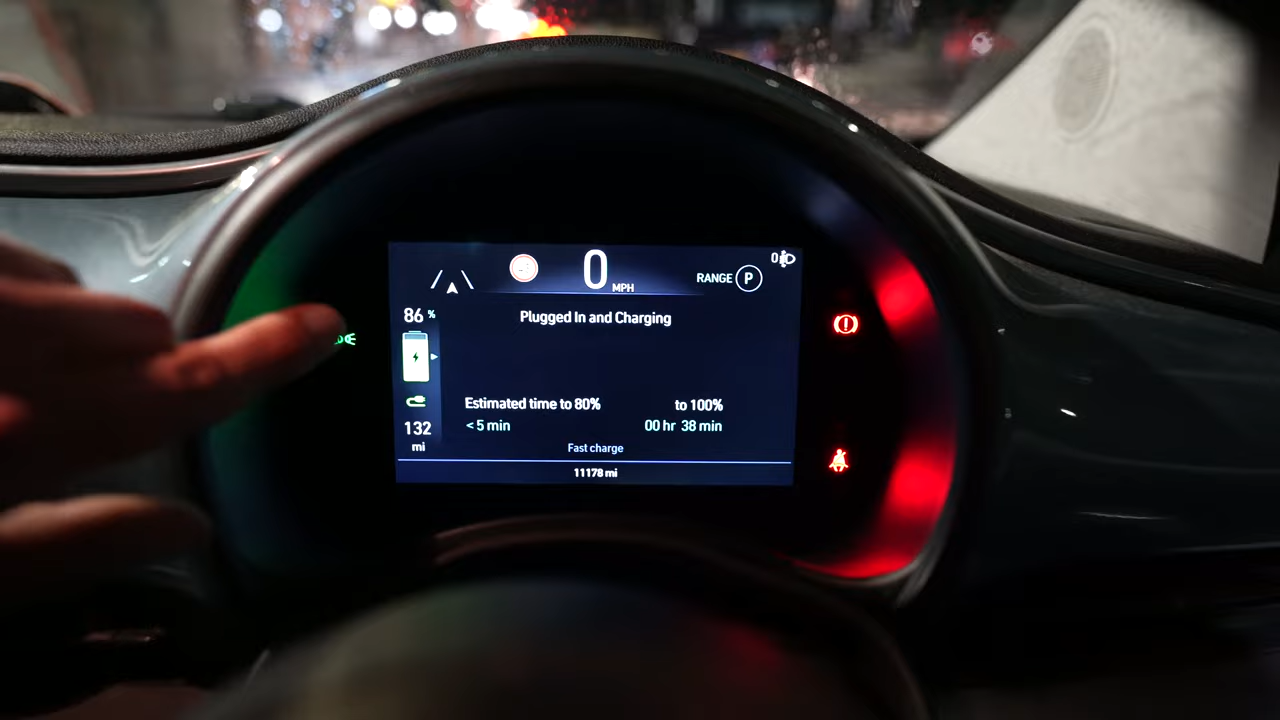 0 MPH
RANGE P
0
86 %
Plugged In and Charging
Estimated time to 80% to 100%
< 5 min 00 hr 38 min
132
mi
Fast charge
11178 mi